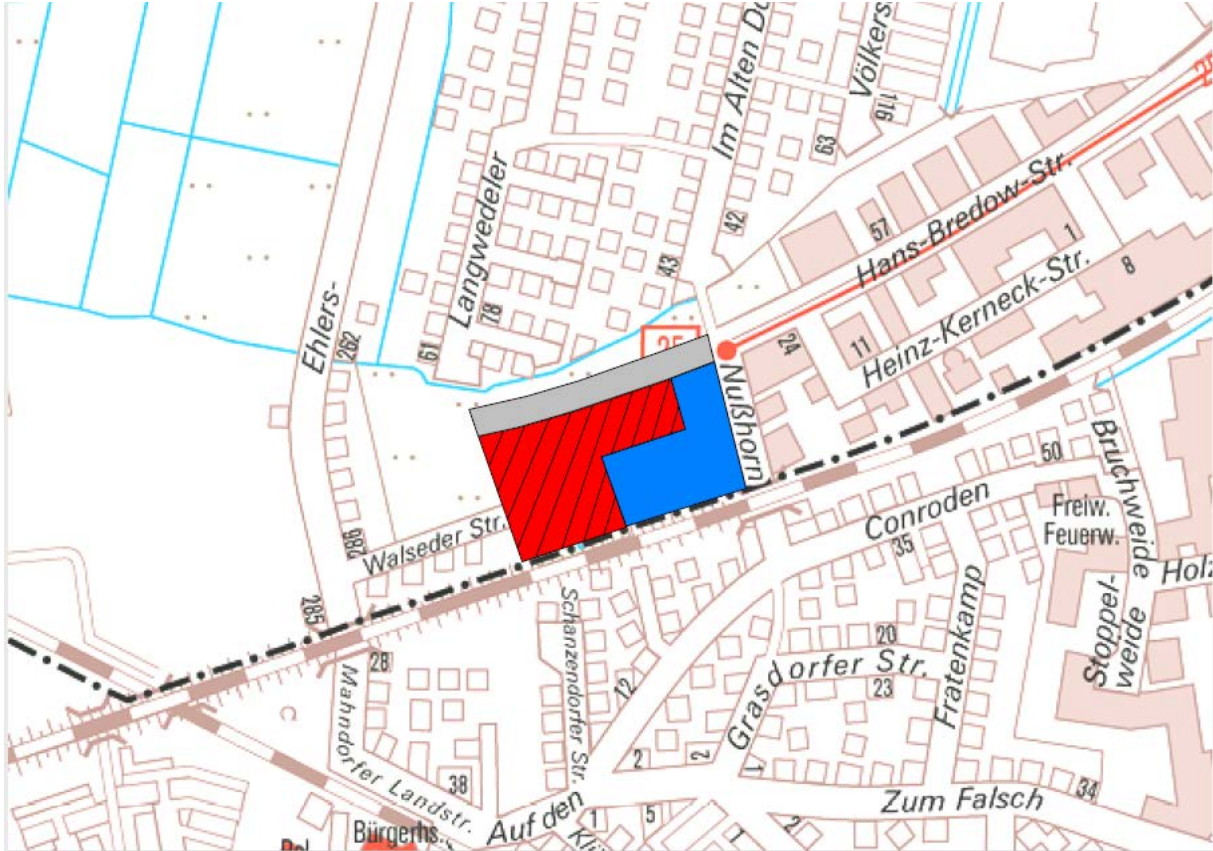 Im Alten Do
Völkers
116
63
Langwedeler
78
61
43
42
57
Hans-Bredow-Str.
1
8
Heinz-Kerneck-Str.
11
24
25
Nußhorn
Ehlers-
262
286
Walseder Str.
285
28
Mahndorfer Landstr.
38
Schanzendorfer Str.
12
Conroden
50
35
Freiw.
Feuerw.
Bruchweide
Holz
Stoppel-
weide
Fratenkamp
20
Grasdorfer Str.
23
2
2
1
34
Zum Falsch
Auf den
1
5
1
2
Bürgerhs.